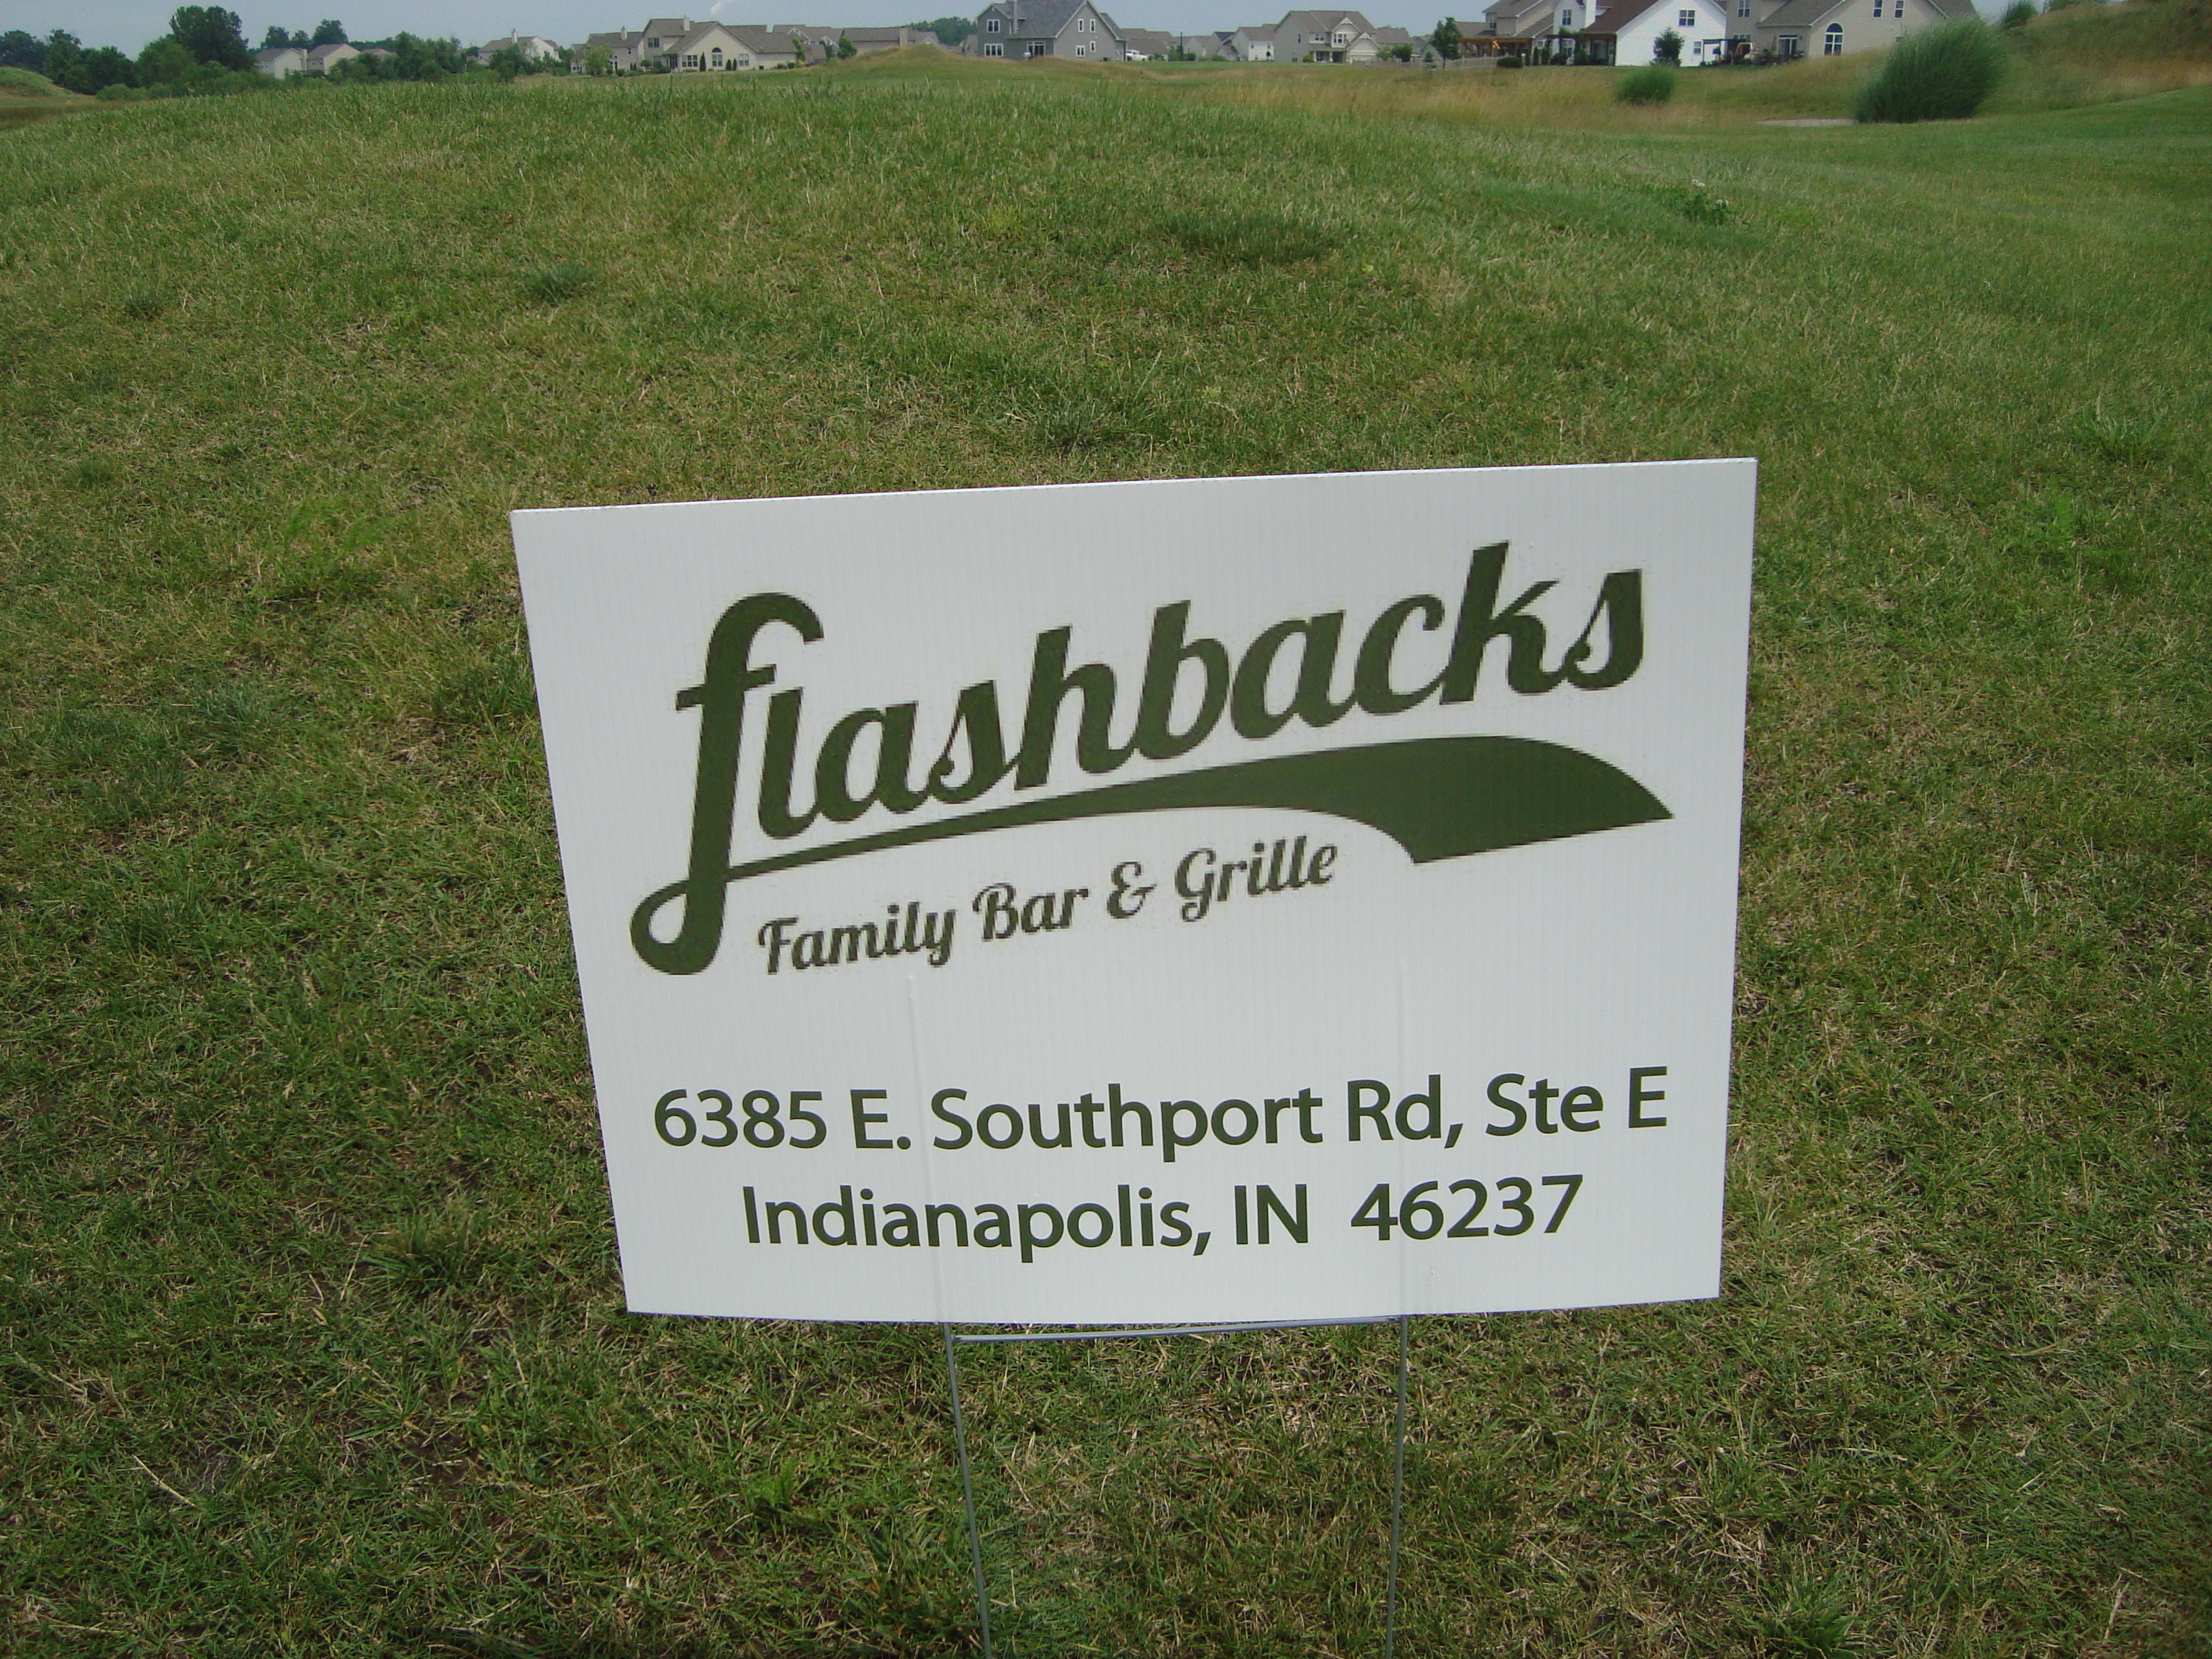 flashbacks
Family Bar & Grille
6385 E. Southport Rd, Ste E
Indianapolis, IN 46237